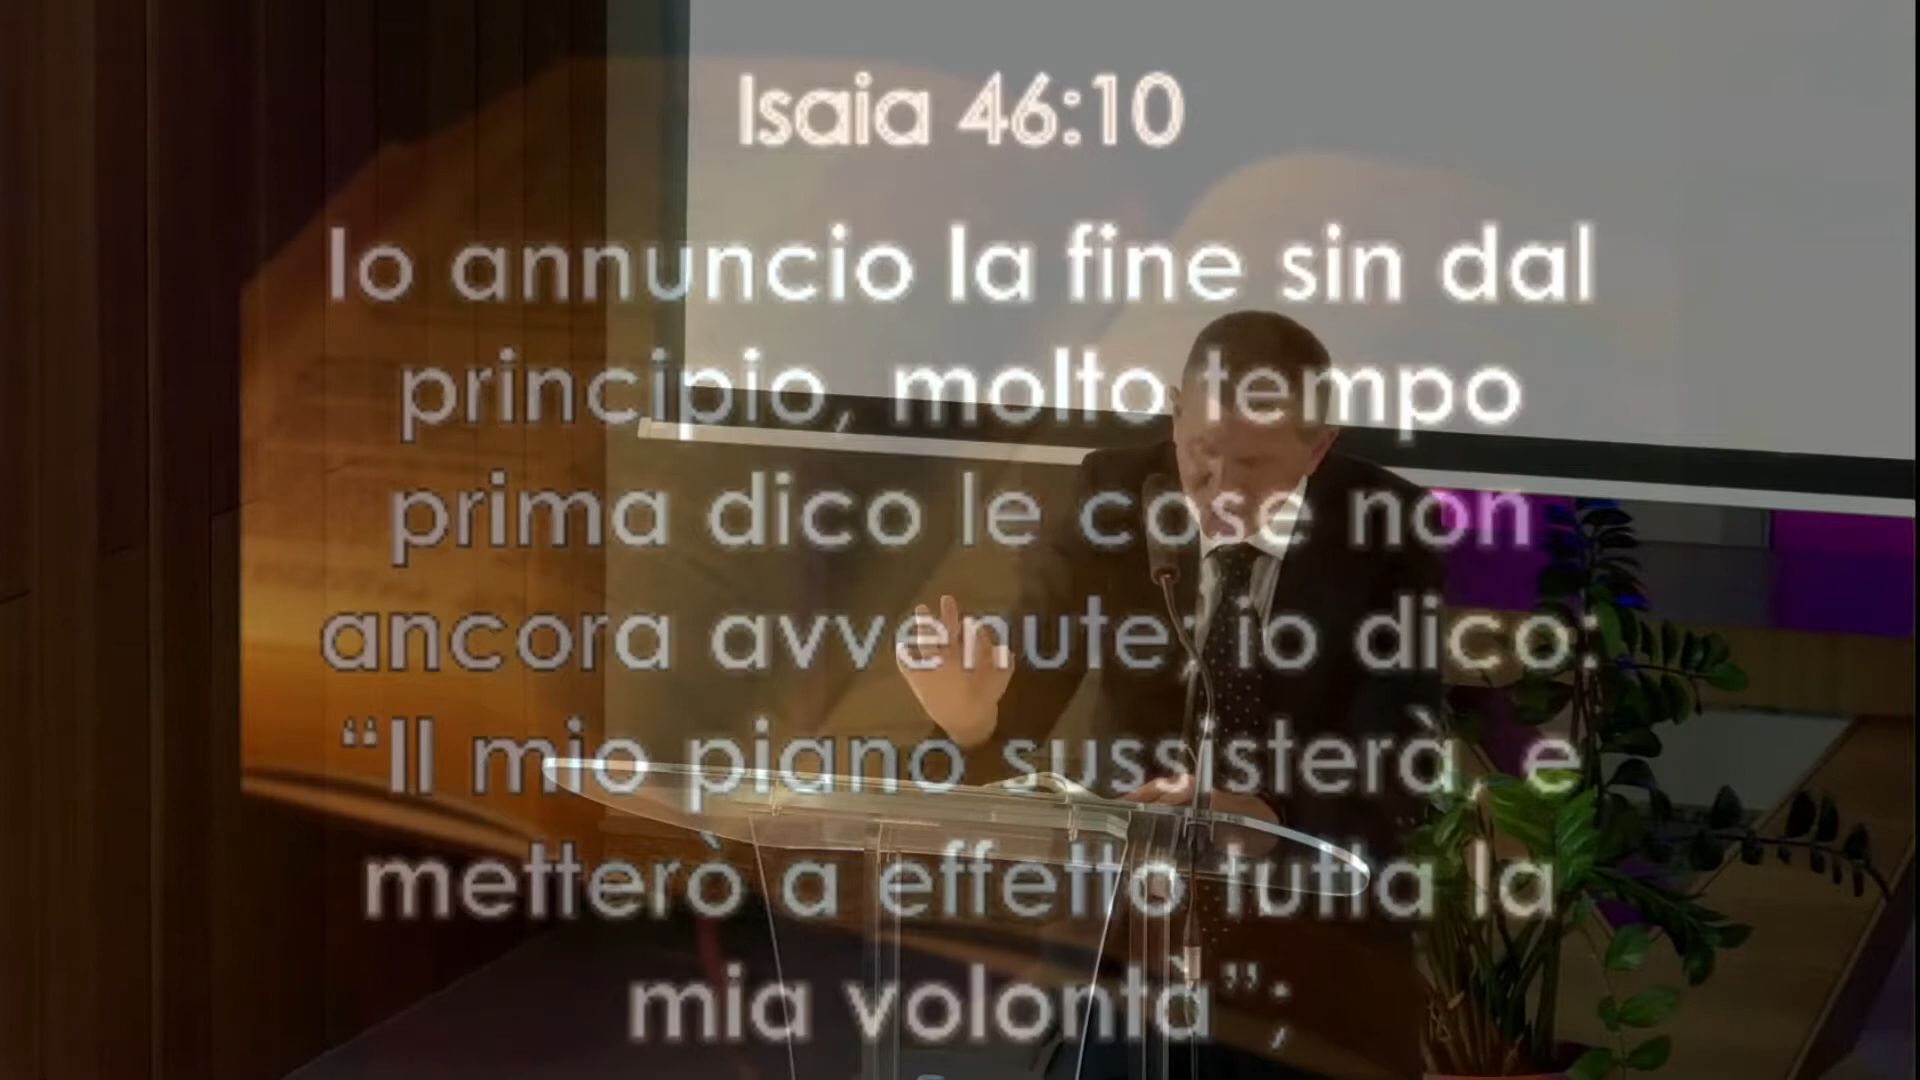 Isaia 46:10
Io annuncio la fine sin dal
principio, molto tempo
prima dico le cose non
ancora avvenute; io dico:
“Il mio piano sussisterà, e
metterò a effetto tutta la
mia volontà”;